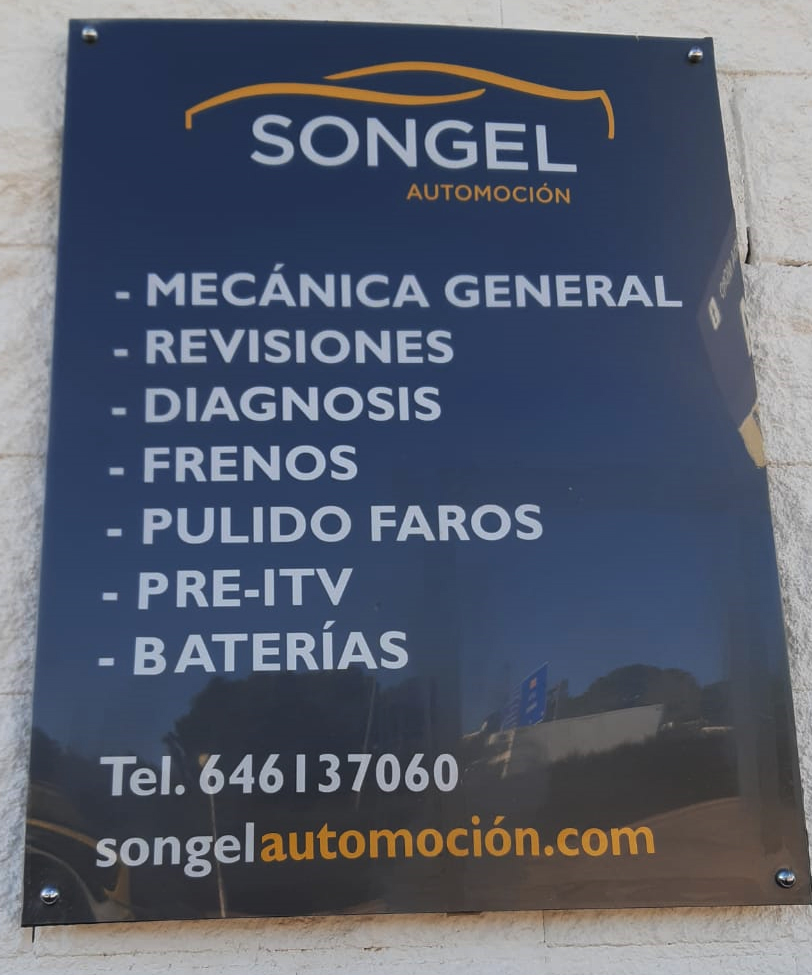 SONGEL
AUTOMOCIÓN
- MECÁNICA GENERAL
- REVISIONES
- DIAGNOSIS
- FRENOS
- PULIDO FAROS
- PRE-ITV
- BATERÍAS
Tel. 646137060
songelautomoción.com